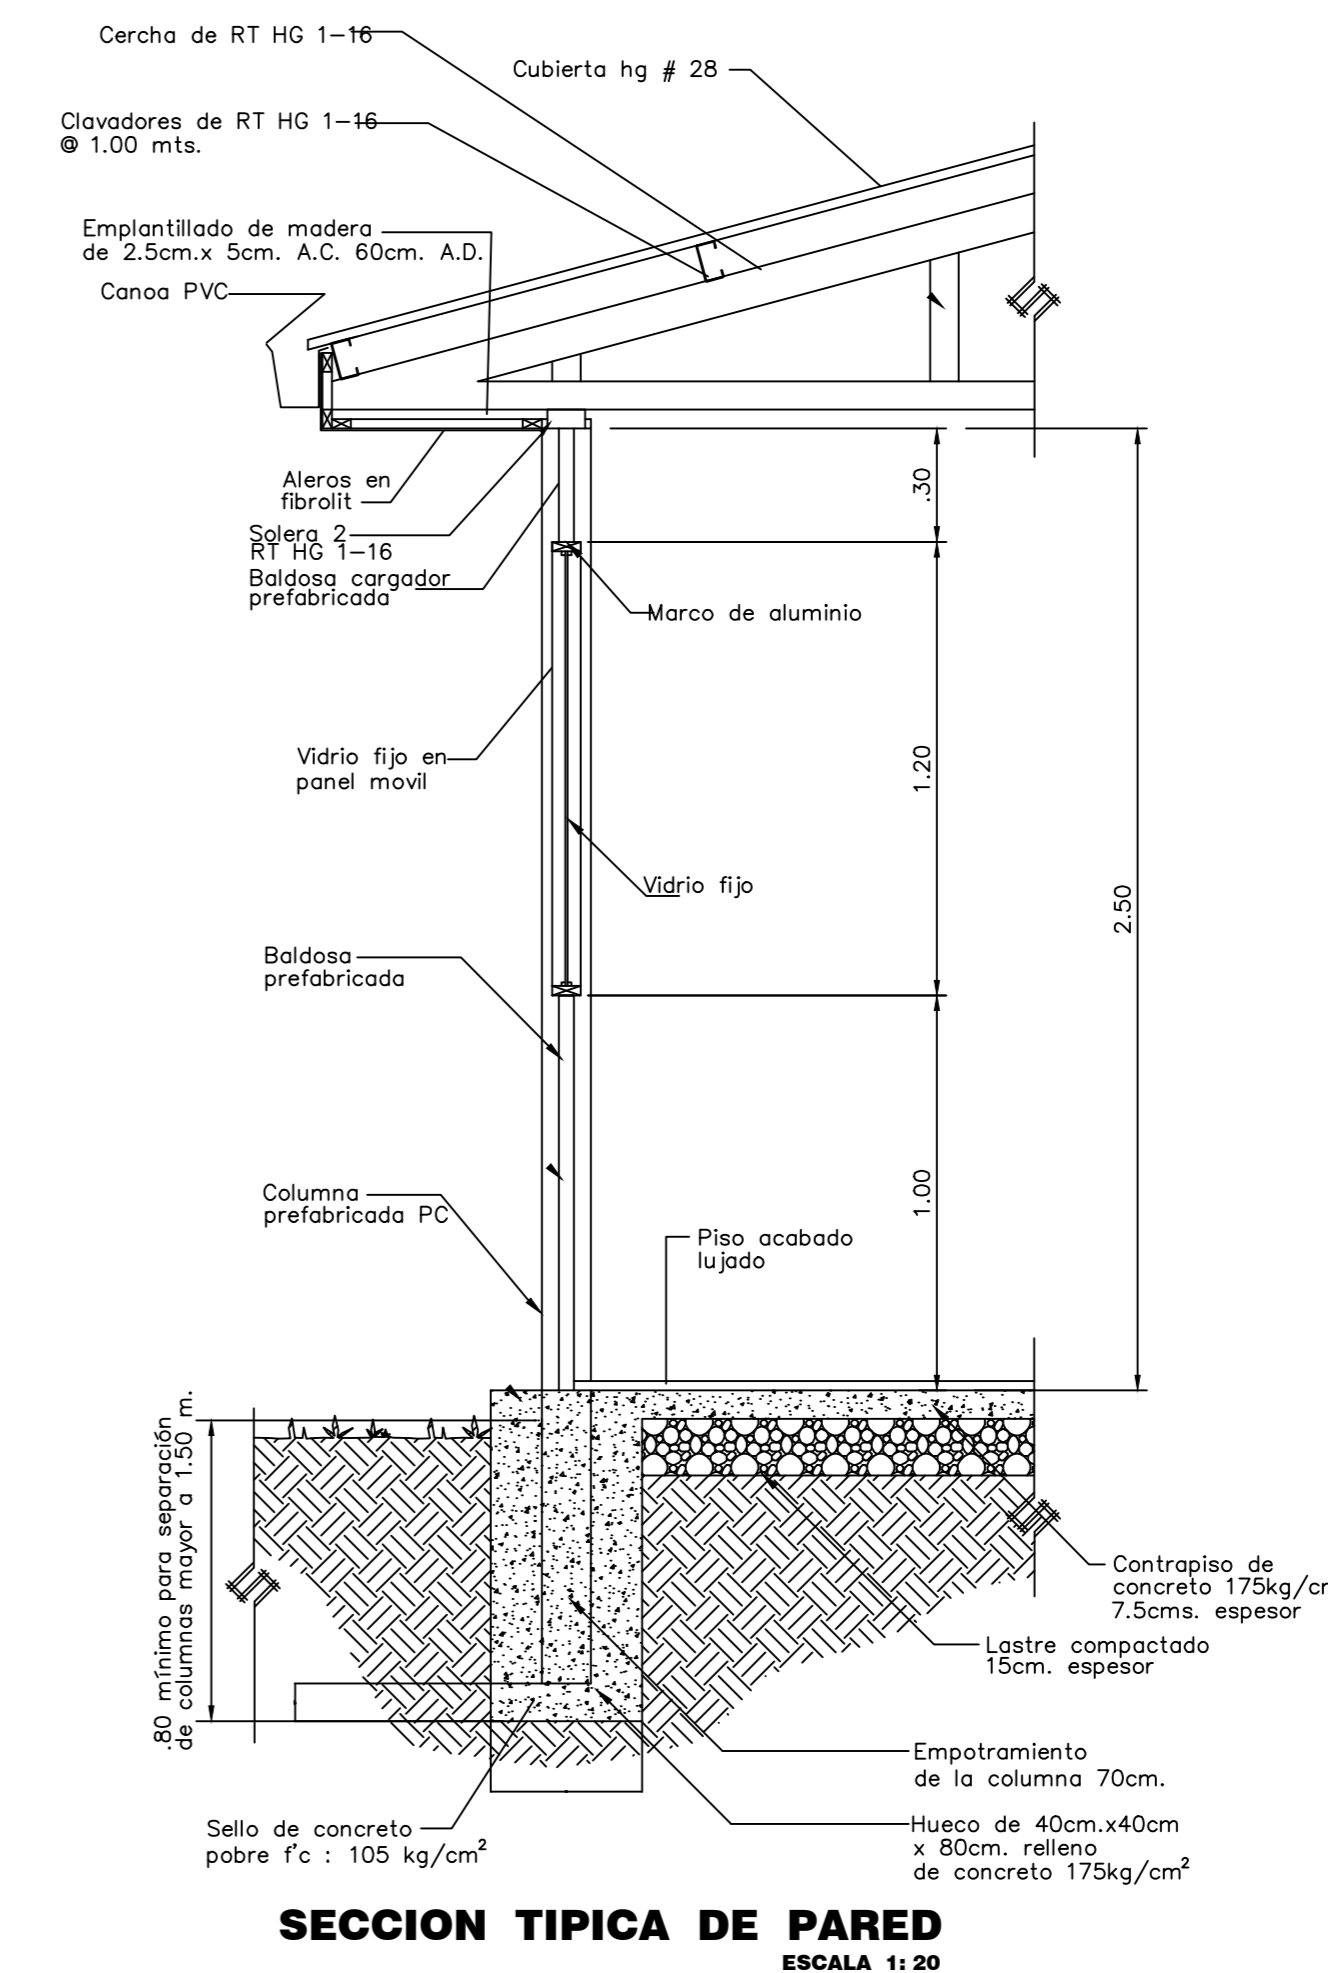 Cercha de RT HG 1-16
Cubierta hg # 28
Clavadores de RT HG 1-16
@ 1.00 mts.
Emplantillado de madera
de 2.5cm.x 5cm. A.C. 60cm. A.D.
Canoa PVC
Aleros en
fibrolit
Solera 2
RT HG 1-16
Baldosa cargador
prefabricada
.30
Marco de aluminio
1.20
Vidrio fijo en
panel movil
Vidrio fijo
2.50
Baldosa
prefabricada
Columna
prefabricada PC
1.00
Piso acabado
lujado
.80 mínimo para separación
de columnas mayor a 1.50 m.
Contrapiso de
concreto 175kg/cm
7.5cms. espesor
Lastre compactado
15cm. espesor
Empotramiento
de la columna 70cm.
Sello de concreto
pobre f'c : 105 kg/cm²
Hueco de 40cm.x40cm
x 80cm. relleno
de concreto 175kg/cm²
SECCION TIPICA DE PARED
ESCALA 1: 20